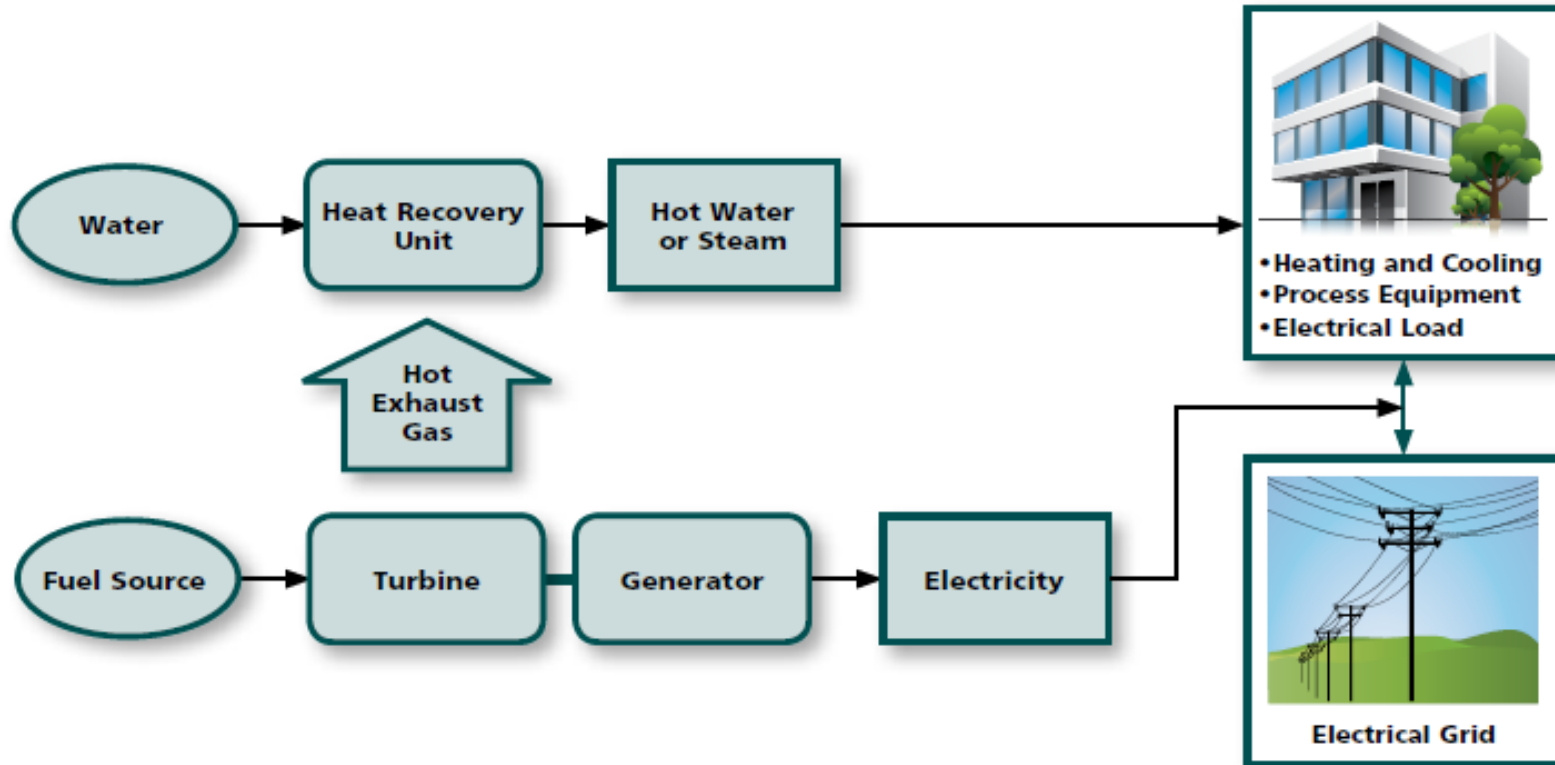 Water
Heat Recovery
Unit
Hot Water
or Steam
•Heating and Cooling
•Process Equipment
•Electrical Load
Hot
Exhaust
Gas
Fuel Source
Turbine
Generator
Electricity
Electrical Grid